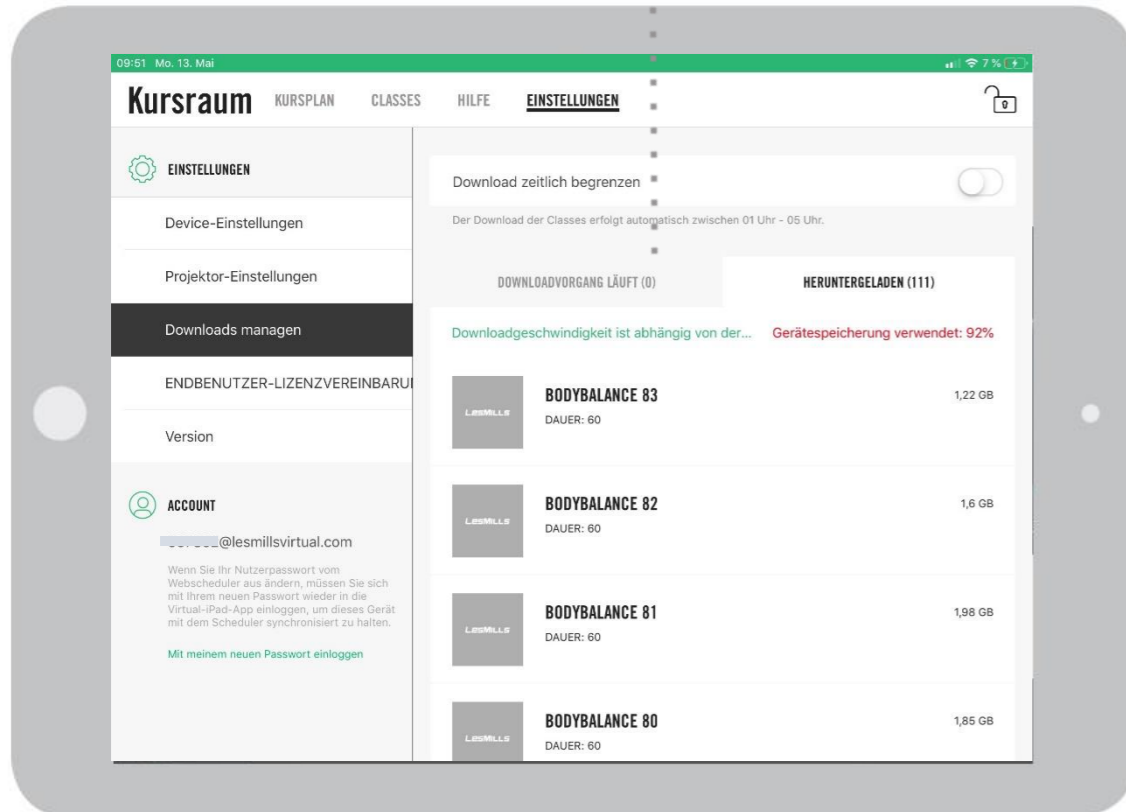 09:51 Mo. 13. Mai
7 %
Kursraum KURSPLAN CLASSES HILFE EINSTELLUNGEN
EINSTELLUNGEN
Device-Einstellungen
Projektor-Einstellungen
Downloads managen
ENDBENUTZER-LIZENZVEREINBARU
Version
ACCOUNT
@lesmillsvirtual.com
Wenn Sie Ihr Nutzerpasswort vom
Webscheduler aus ändern, müssen Sie sich
mit Ihrem neuen Passwort wieder in die
Virtual-iPad-App einloggen, um dieses Gerät
mit dem Scheduler synchronisiert zu halten.
Mit meinem neuen Passwort einloggen
Download zeitlich begrenzen
Der Download der Classes erfolgt automatisch zwischen 01 Uhr - 05 Uhr.
DOWNLOADVORGANG LÄUFT (0) HERUNTERGELADEN (111)
Downloadgeschwindigkeit ist abhängig von der... Gerätespeicherung verwendet: 92%
LESMILLS
BODYBALANCE 83
1,22 GB
DAUER: 60
LESMILLS
BODYBALANCE 82
1,6 GB
DAUER: 60
LESMILLS
BODYBALANCE 81
1,98 GB
DAUER: 60
LESMILLS
BODYBALANCE 80
1,85 GB
DAUER: 60